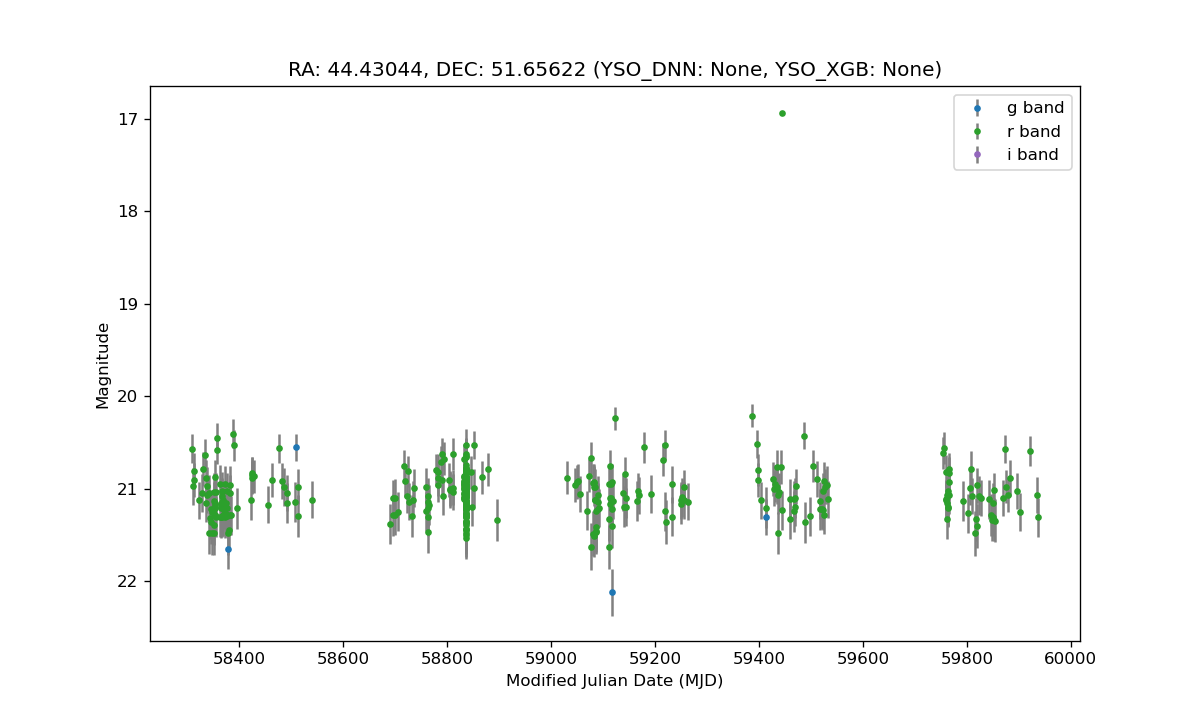 RA: 44.43044, DEC: 51.65622 (YSO_DNN: None, YSO_XGB: None)
g band
r band
i band
17
18
19
20
21
22
Magnitude
58400 58600 58800 59000 59200 59400 59600 59800 60000
Modified Julian Date (MJD)